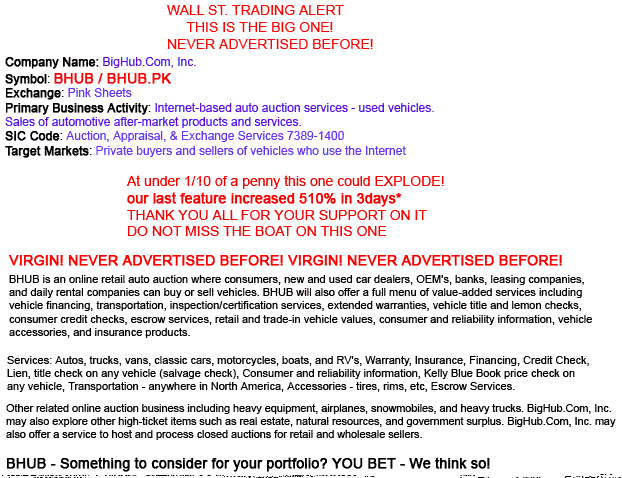 WALL ST. TRADING ALERT
THIS IS THE BIG ONE!
NEVER ADVERTISED BEFORE!
Company Name: BigHub.Com, Inc.
Symbol: BHUB / BHUB.PK
Exchange: Pink Sheets
Primary Business Activity: Internet-based auto auction services - used vehicles.
Sales of automotive after-market products and services.
SIC Code: Auction, Appraisal, & Exchange Services 7389-1400
Target Markets: Private buyers and sellers of vehicles who use the Internet
At under 1/10 of a penny this one could EXPLODE!
our last feature increased 510% in 3days*
THANK YOU ALL FOR YOUR SUPPORT ON IT
DO NOT MISS THE BOAT ON THIS ONE
VIRGIN! NEVER ADVERTISED BEFORE! VIRGIN! NEVER ADVERTISED BEFORE!
BHUB is an online retail auto auction where consumers, new and used car dealers, OEM's, banks, leasing companies,
and daily rental companies can buy or sell vehicles. BHUB will also offer a full menu of value-added services including
vehicle financing, transportation, inspection/certification services, extended warranties, vehicle title and lemon checks,
consumer credit checks, escrow services, retail and trade-in vehicle values, consumer and reliability information, vehicle
accessories, and insurance products.
Services: Autos, trucks, vans, classic cars, motorcycles, boats, and RV's, Warranty, Insurance, Financing, Credit Check,
Lien, title check on any vehicle (salvage check), Consumer and reliability information, Kelly Blue Book price check on
any vehicle, Transportation - anywhere in North America, Accessories - tires, rims, etc, Escrow Services.
Other related online auction business including heavy equipment, airplanes, snowmobiles, and heavy trucks. BigHub.Com, Inc.
may also explore other high-ticket items such as real estate, natural resources, and government surplus. BigHub.Com, Inc. may
also offer a service to host and process closed auctions for retail and wholesale sellers.
BHUB - Something to consider for your portfolio? YOU BET - We think so!